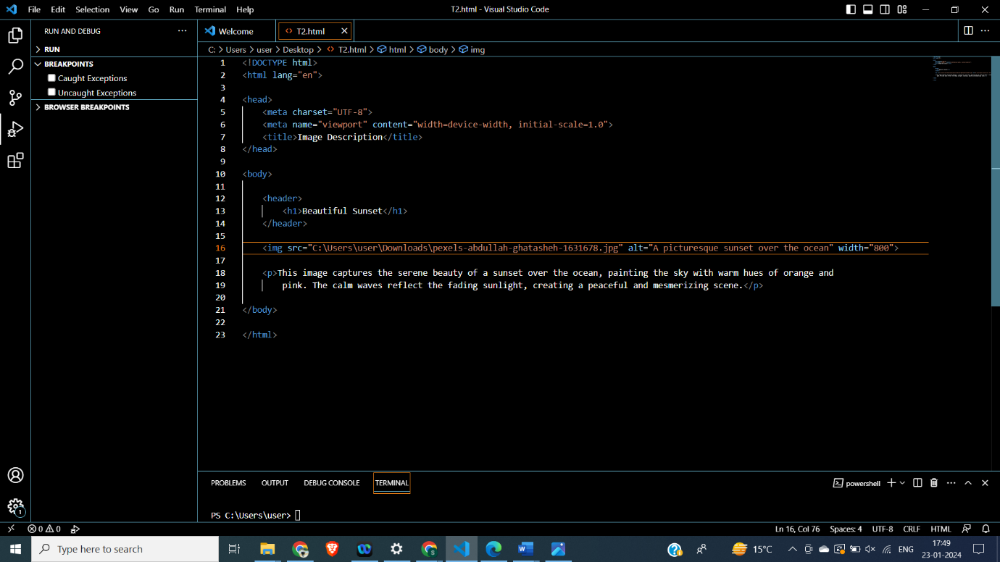 File Edit Selection View Go Run Terminal Help T2.html - Visual Studio Code
RUN AND DEBUG
RUN
BREAKPOINTS
Caught Exceptions
Uncaught Exceptions
BROWSER BREAKPOINTS
Welcome T2.html
C: > Users > user > Desktop > T2.html > html > body > img
1 <!DOCTYPE html>
2 <html lang="en">
3
4 <head>
5 <meta charset="UTF-8">
6 <meta name="viewport" content="width=device-width, initial-scale=1.0">
7 <title>Image Description</title>
8 </head>
9
10 <body>
11
12 <header>
13 <h1>Beautiful Sunset</h1>
14 </header>
15
16 <img src="C:\Users\user\Downloads\pexels-abdullah-ghatasheh-1631678.jpg" alt="A picturesque sunset over the ocean" width="800">
17
18 <p>This image captures the serene beauty of a sunset over the ocean, painting the sky with warm hues of orange and
19 pink. The calm waves reflect the fading sunlight, creating a peaceful and mesmerizing scene.</p>
20
21 </body>
22
23 </html>
PROBLEMS OUTPUT DEBUG CONSOLE TERMINAL powershell
PS C:\Users\user>
1
0 0 Ln 16, Col 76 Spaces: 4 UTF-8 CRLF HTML
Type here to search 15°C ENG 17:49
23-01-2024